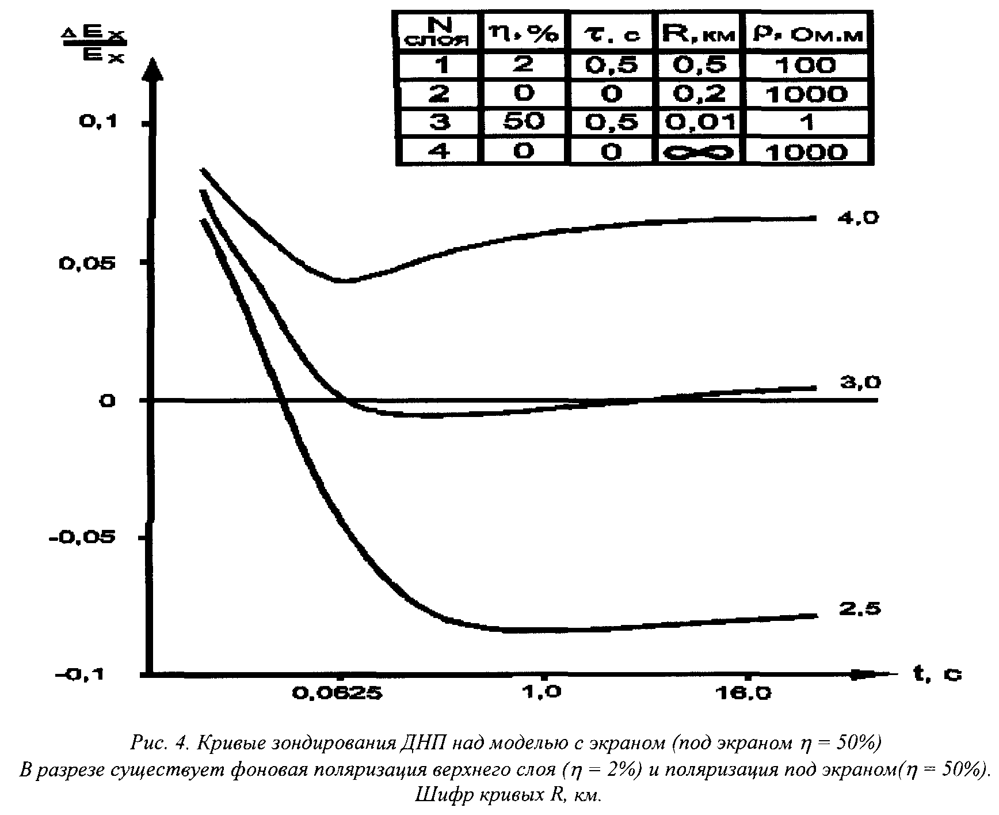 ΔEx
Ex
0,1
0,05
0
-0,05
-0,1
N слоя η,% τ. с R,км ρ, Ом.м
1 2 0,5 0,5 100
2 0 0 0,2 1000
3 50 0,5 0,01 1
4 0 0 ∞ 1000
4,0
3,0
2.5
0.0625 1,0 16.0 t, с
Рис. 4. Кривые зондирования ДНП над моделью с экраном (под экраном η = 50%)
В разрезе существует фоновая поляризация верхнего слоя (η = 2%) и поляризация под экраном(η = 50%).
Шифр кривых R, км.